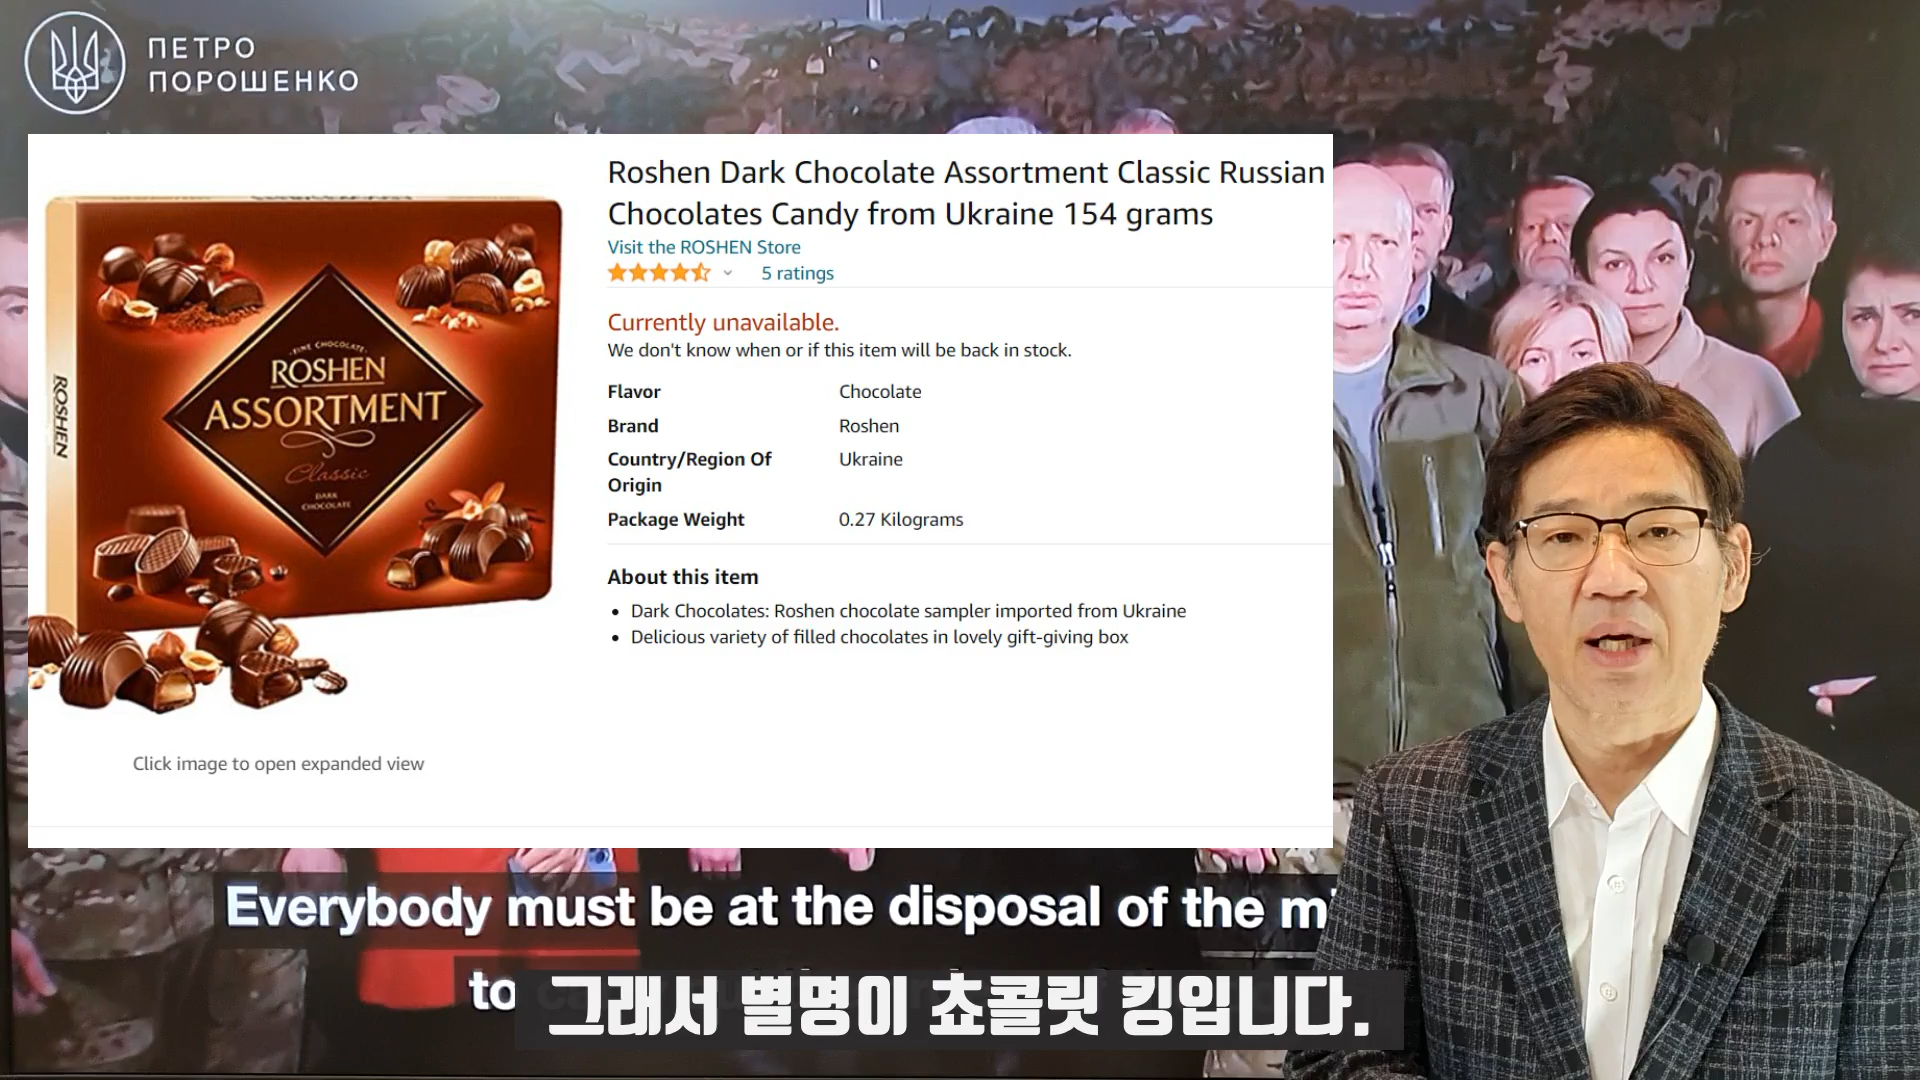 ПЕТРО
ПОРОШЕНКО
Roshen Dark Chocolate Assortment Classic Russian
Chocolates Candy from Ukraine 154 grams
Visit the ROSHEN Store
5 ratings
Currently unavailable.
We don't know when or if this item will be back in stock.
Flavor Chocolate
Brand Roshen
Country/Region Of Origin Ukraine
Package Weight 0.27 Kilograms
About this item
• Dark Chocolates: Roshen chocolate sampler imported from Ukraine
• Delicious variety of filled chocolates in lovely gift-giving box
FINE CHOCOLATE
ROSHEN
ASSORTMENT
Classic
DARK
CHOCOLATE
ROSHEN
Click image to open expanded view
Everybody must be at the disposal of the
to
그래서 별명이 쵸콜릿 킹입니다.